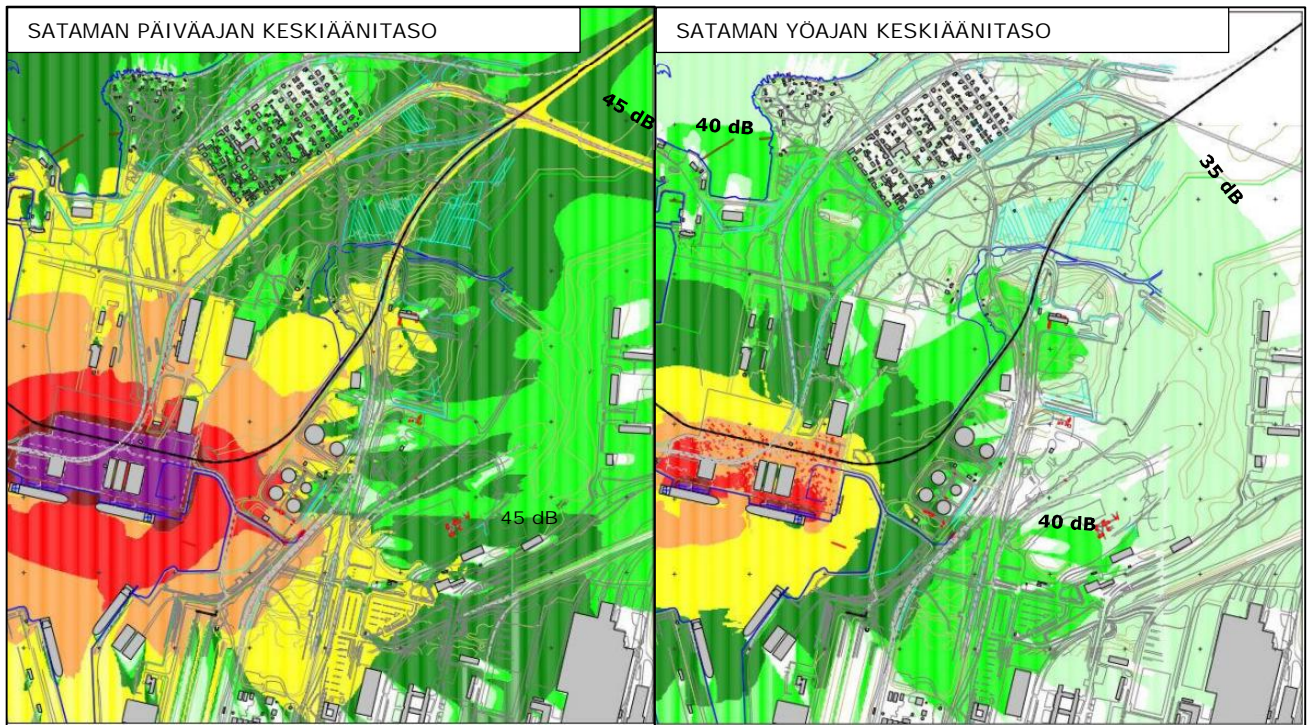 SATAMAN PÄIVÄAJAN KESKIÄÄNITASO
SATAMAN YÖAJAN KESKIÄÄNITASO
45 dB
40 dB
35 dB
45 dB
40 dB